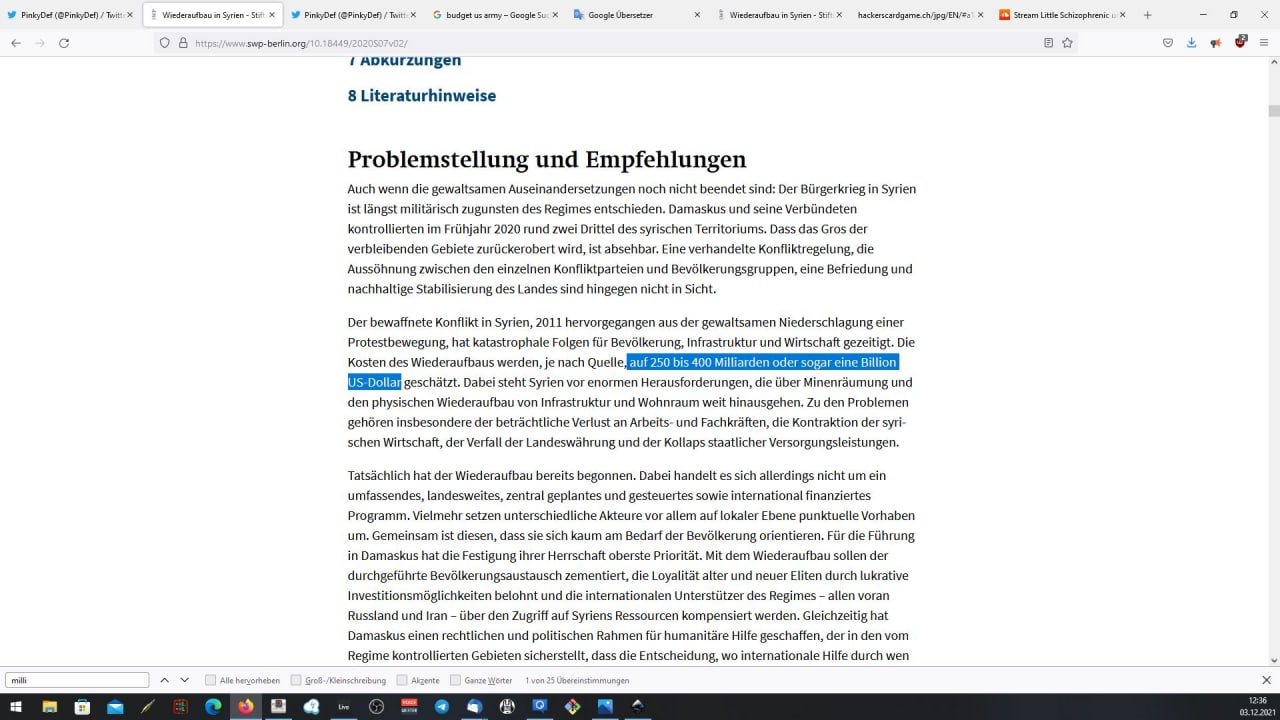 PinkyDef (@PinkyDef) / Twitte
Wiederaufbau in Syrien - Stift
PinkyDef (@PinkyDef) / Twitte
budget us army – Google Suc
Google Übersetzer
Wiederaufbau in Syrien - Stift
hackerscardgame.ch/jpg/EN/#a1
Stream Little Schizophrenic
https://www.swp-berlin.org/10.18449/2020S07v02/
7 Abkürzungen
8 Literaturhinweise
Problemstellung und Empfehlungen
Auch wenn die gewaltsamen Auseinandersetzungen noch nicht beendet sind: Der Bürgerkrieg in Syrien
ist längst militärisch zugunsten des Regimes entschieden. Damaskus und seine Verbündeten
kontrollierten im Frühjahr 2020 rund zwei Drittel des syrischen Territoriums. Dass das Gros der
verbleibenden Gebiete zurückerobert wird, ist absehbar. Eine verhandelte Konfliktregelung, die
Aussöhnung zwischen den einzelnen Konfliktparteien und Bevölkerungsgruppen, eine Befriedung und
nachhaltige Stabilisierung des Landes sind hingegen nicht in Sicht.
Der bewaffnete Konflikt in Syrien, 2011 hervorgegangen aus der gewaltsamen Niederschlagung einer
Protestbewegung, hat katastrophale Folgen für Bevölkerung, Infrastruktur und Wirtschaft gezeitigt. Die
Kosten des Wiederaufbaus werden, je nach Quelle, auf 250 bis 400 Milliarden oder sogar eine Billion
US-Dollar geschätzt. Dabei steht Syrien vor enormen Herausforderungen, die über Minenräumung und
den physischen Wiederaufbau von Infrastruktur und Wohnraum weit hinausgehen. Zu den Problemen
gehören insbesondere der beträchtliche Verlust an Arbeits- und Fachkräften, die Kontraktion der syri-
schen Wirtschaft, der Verfall der Landeswährung und der Kollaps staatlicher Versorgungsleistungen.
Tatsächlich hat der Wiederaufbau bereits begonnen. Dabei handelt es sich allerdings nicht um ein
umfassendes, landesweites, zentral geplantes und gesteuertes sowie international finanziertes
Programm. Vielmehr setzen unterschiedliche Akteure vor allem auf lokaler Ebene punktuelle Vorhaben
um. Gemeinsam ist diesen, dass sie sich kaum am Bedarf der Bevölkerung orientieren. Für die Führung
in Damaskus hat die Festigung ihrer Herrschaft oberste Priorität. Mit dem Wiederaufbau sollen der
durchgeführte Bevölkerungsaustausch zementiert, die Loyalität alter und neuer Eliten durch lukrative
Investitionsmöglichkeiten belohnt und die internationalen Unterstützer des Regimes – allen voran
Russland und Iran – über den Zugriff auf Syriens Ressourcen kompensiert werden. Gleichzeitig hat
Damaskus einen rechtlichen und politischen Rahmen für humanitäre Hilfe geschaffen, der in den vom
Regime kontrollierten Gebieten sicherstellt, dass die Entscheidung, wo internationale Hilfe durch wen
milli
Alle hervorheben
Groß-/Kleinschreibung
Akzente
Ganze Wörter
1 von 25 Übereinstimmungen
Live
12:36
03.12.2021